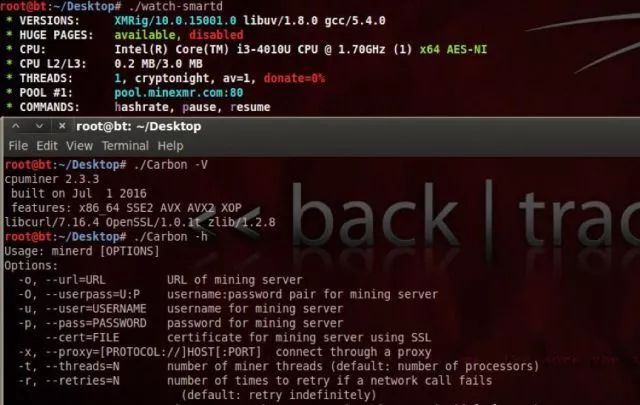 root@bt:~/Desktop# ./watch-smartd
* VERSIONS: XMRig/10.0.15001.0 libuv/1.8.0 gcc/5.4.0
* HUGE PAGES: available, disabled
* CPU: Intel(R) Core(TM) i3-4010U CPU @ 1.70GHz (1) x64 AES-NI
* CPU L2/L3: 0.2 MB/3.0 MB
* THREADS: 1, cryptonight, av=1, donate=0%
* POOL #1: pool.minexmr.com:80
* COMMANDS: hashrate, pause, resume
root@bt: ~/Desktop
File Edit View Terminal Help
root@bt:~/Desktop# ./Carbon -V
cpuminer 2.3.3
built on Jul 1 2016
features: x86_64 SSE2 AVX AVX2 XOP
libcurl/7.16.4 OpenSSL/1.0.1t zlib/1.2.8
<< back | trac
root@bt:~/Desktop# ./Carbon -h
Usage: minerd [OPTIONS]
Options:
-o, --url=URL URL of mining server
-O, --userpass=U:P username:password pair for mining server
-u, --user=USERNAME username for mining server
-p, --pass=PASSWORD password for mining server
--cert=FILE certificate for mining server using SSL
-x, --proxy=[PROTOCOL://]HOST[:PORT] connect through a proxy
-t, --threads=N number of miner threads (default: number of processors)
-r, --retries=N number of times to retry if a network call fails
(default: retry indefinitely)